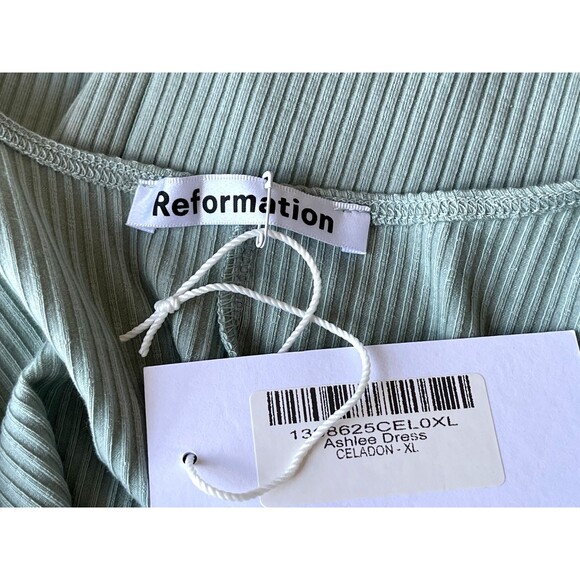 Reformation
Ashlee Dress
CELADON - XL